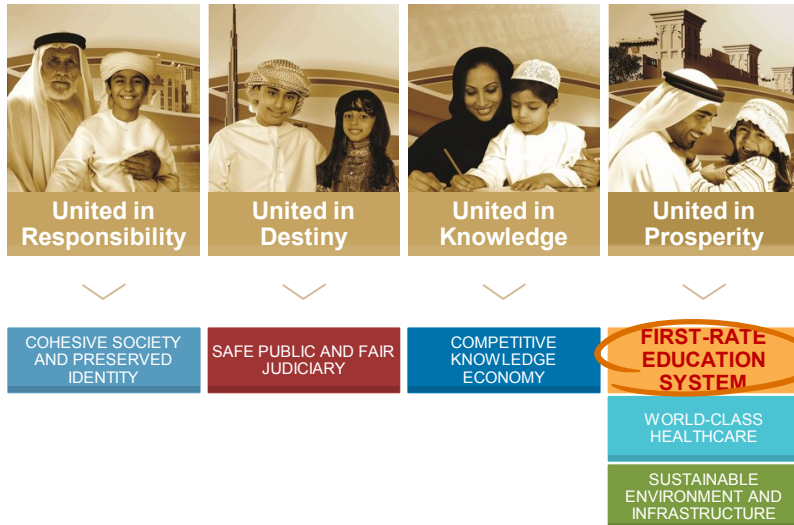 United in
Responsibility
United in
Destiny
United in
Knowledge
United in
Prosperity
COHESIVE SOCIETY
AND PRESERVED
IDENTITY
SAFE PUBLIC AND FAIR
JUDICIARY
COMPETITIVE
KNOWLEDGE
ECONOMY
FIRST-RATE
EDUCATION
SYSTEM
WORLD-CLASS
HEALTHCARE
SUSTAINABLE
ENVIRONMENT AND
INFRASTRUCTURE